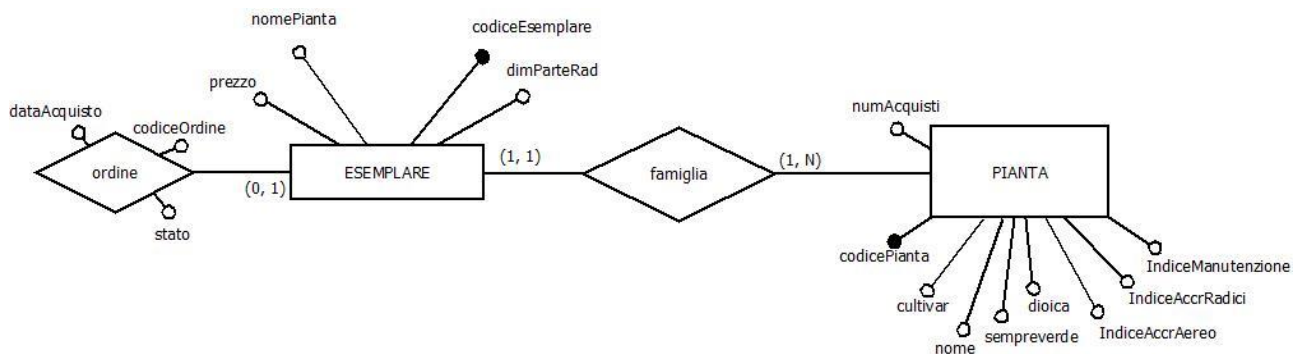 nomePianta
codiceEsemplare
prezzo
dimParteRad
dataAcquisto
codiceOrdine
numAcquisti
ordine
(0, 1)
ESEMPLARE
(1, 1)
famiglia
(1, N)
PIANTA
stato
codicePianta
IndiceManutenzione
cultivar
dioica
IndiceAccrRadici
sempreverde
IndiceAccrAereo
nome